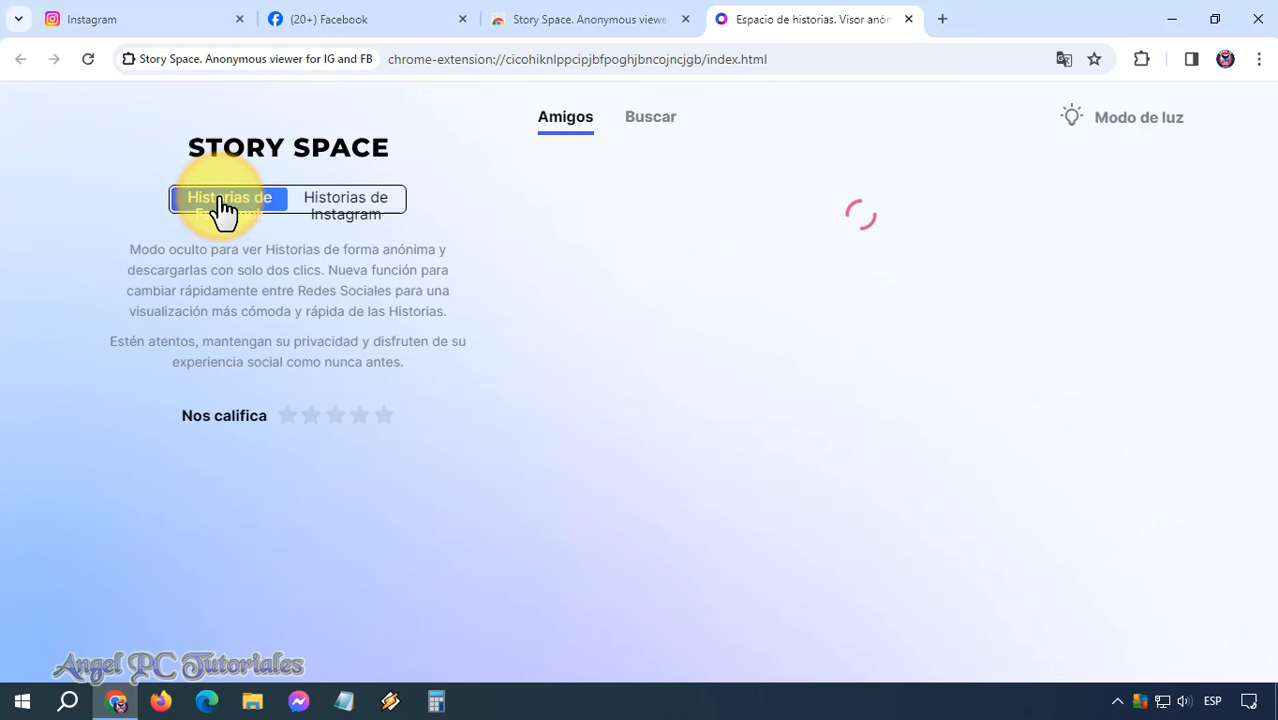 Instagram
(20+) Facebook
Story Space. Anonymous viewer
Espacio de historias. Visor anón
Story Space. Anonymous viewer for IG and FB
chrome-extension://cicohiknlppcipjbfpoghjbncojncjgb/index.html
Amigos
Buscar
Modo de luz
STORY SPACE
Historias de
Historias de
Instagram
Modo oculto para ver Historias de forma anónima y
descargarlas con solo dos clics. Nueva función para
cambiar rápidamente entre Redes Sociales para una
visualización más cómoda y rápida de las Historias.
Estén atentos, mantengan su privacidad y disfruten de su
experiencia social como nunca antes.
Nos califica
Angel PC Tutoriales
ESP